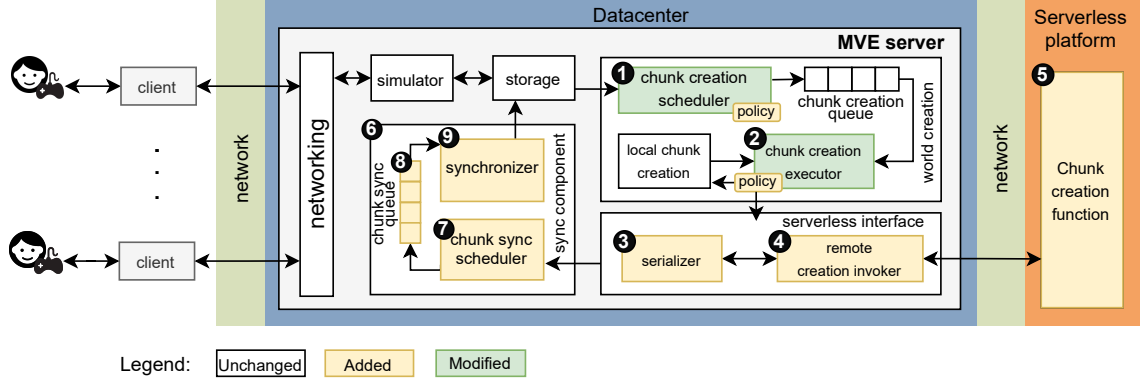 Datacenter
Serverless
platform
MVE server
client
network
networking
simulator
storage
1
chunk creation
scheduler
policy
chunk creation
queue
world creation
2
local chunk
creation
chunk creation
executor
policy
6
8
chunk sync
queue
9
synchronizer
7
chunk sync
scheduler
sync component
serverless interface
3
serializer
4
remote
creation invoker
network
5
Chunk
creation
function
client
Legend:
Unchanged
Added
Modified